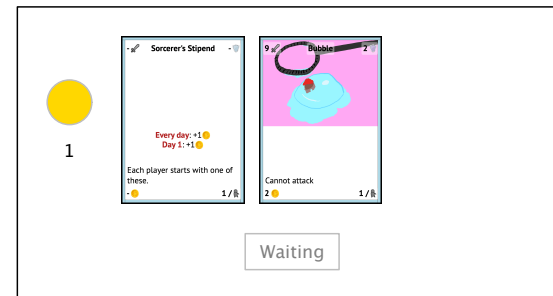 - Sorcerer's Stipend -
9 Bubble 2
Every day: +1
Day 1: +1
Each player starts with one of
these.
Cannot attack
- 1 /
2 1 /
1
Waiting